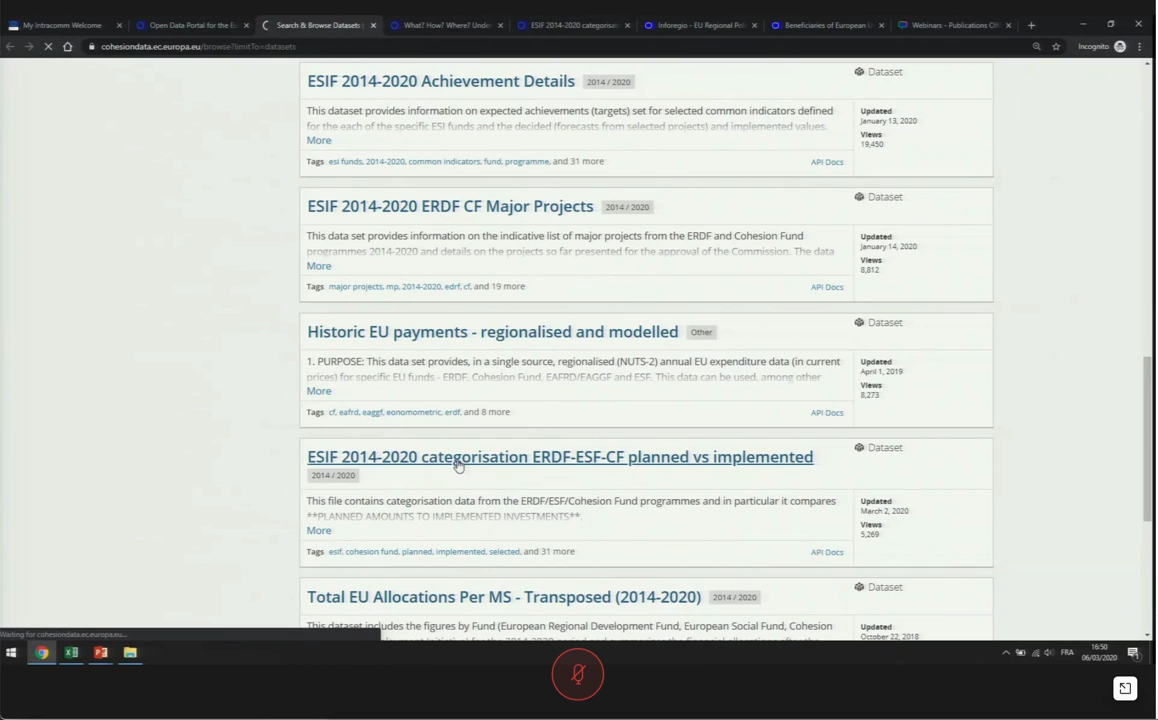 My Intracomm Welcome
Open Data Portal for the Eu
Search & Browse Datasets
What? How? Where? Under
ESIF 2014-2020 categorisat
Inforegio - EU Regional Pol
Beneficiaries of European U
Webinars - Publications Off
cohesiondata.ec.europa.eu/browse?limitTo=datasets
Incognito
ESIF 2014-2020 Achievement Details 2014 / 2020
Dataset
This dataset provides information on expected achievements (targets) set for selected common indicators defined
for the each of the specific ESI funds and the decided (forecasts from selected projects) and implemented values.
More
Updated
January 13, 2020
Views
19,450
Tags esi funds, 2014-2020, common indicators, fund, programme, and 31 more
API Docs
ESIF 2014-2020 ERDF CF Major Projects 2014 / 2020
Dataset
This data set provides information on the indicative list of major projects from the ERDF and Cohesion Fund
programmes 2014-2020 and details on the projects so far presented for the approval of the Commission. The data
More
Updated
January 14, 2020
Views
8,812
Tags major projects, mp, 2014-2020, edrf, cf, and 19 more
API Docs
Historic EU payments - regionalised and modelled Other
Dataset
1. PURPOSE: This data set provides, in a single source, regionalised (NUTS-2) annual EU expenditure data (in current
prices) for specific EU funds - ERDF, Cohesion Fund, EAFRD/EAGGF and ESF. This data can be used, among other
More
Updated
April 1, 2019
Views
8,273
Tags cf, eafrd, eaggf, eonomometric, erdf, and 8 more
API Docs
ESIF 2014-2020 categorisation ERDF-ESF-CF planned vs implemented
2014 / 2020
Dataset
This file contains categorisation data from the ERDF/ESF/Cohesion Fund programmes and in particular it compares
**PLANNED AMOUNTS TO IMPLEMENTED INVESTMENTS**.
More
Updated
March 2, 2020
Views
5,269
Tags esif, cohesion fund, planned, implemented, selected, and 31 more
API Docs
Total EU Allocations Per MS - Transposed (2014-2020) 2014 / 2020
Dataset
This dataset includes the figures by Fund (European Regional Development Fund, European Social Fund, Cohesion
Updated
October 22, 2018
Waiting for cohesiondata.ec.europa.eu...
FRA
16:50
06/03/2020